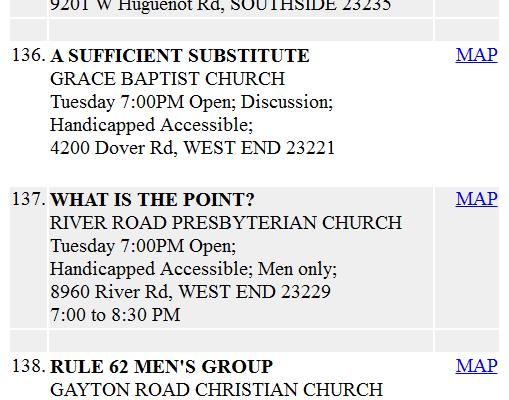 9201 W Huguenot Rd, SOUTHSIDE 23235
136. A SUFFICIENT SUBSTITUTE MAP
GRACE BAPTIST CHURCH
Tuesday 7:00PM Open; Discussion;
Handicapped Accessible;
4200 Dover Rd, WEST END 23221
137. WHAT IS THE POINT? MAP
RIVER ROAD PRESBYTERIAN CHURCH
Tuesday 7:00PM Open;
Handicapped Accessible; Men only;
8960 River Rd, WEST END 23229
7:00 to 8:30 PM
138. RULE 62 MEN'S GROUP MAP
GAYTON ROAD CHRISTIAN CHURCH